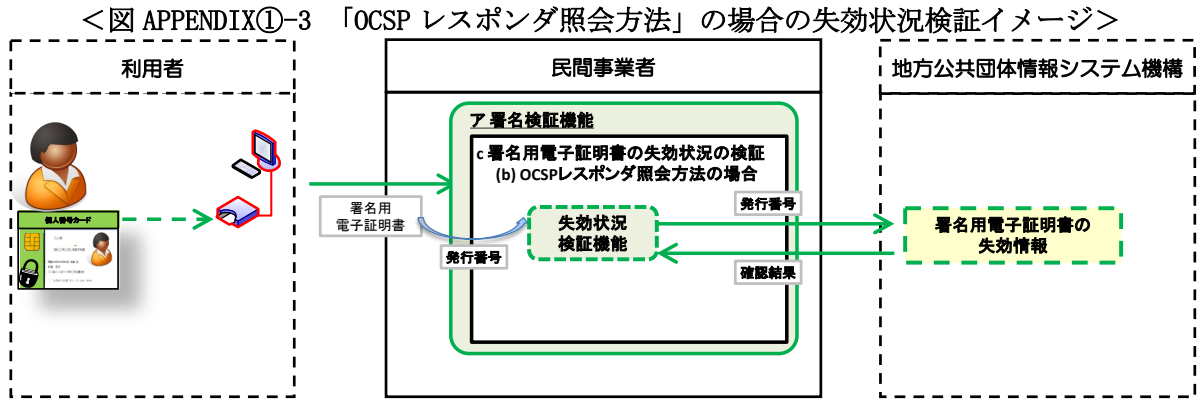 <図 APPENDIX①-3 「OCSP レスポンダ照会方法」の場合の失効状況検証イメージ>
利用者
民間事業者
地方公共団体情報システム機構
ア 署名検証機能
c 署名用電子証明書の失効状況の検証
(b) OCSPレスポンダ照会方法の場合
個人番号カード
署名用
電子証明書
発行番号
失効状況
検証機能
発行番号
確認結果
署名用電子証明書の
失効情報